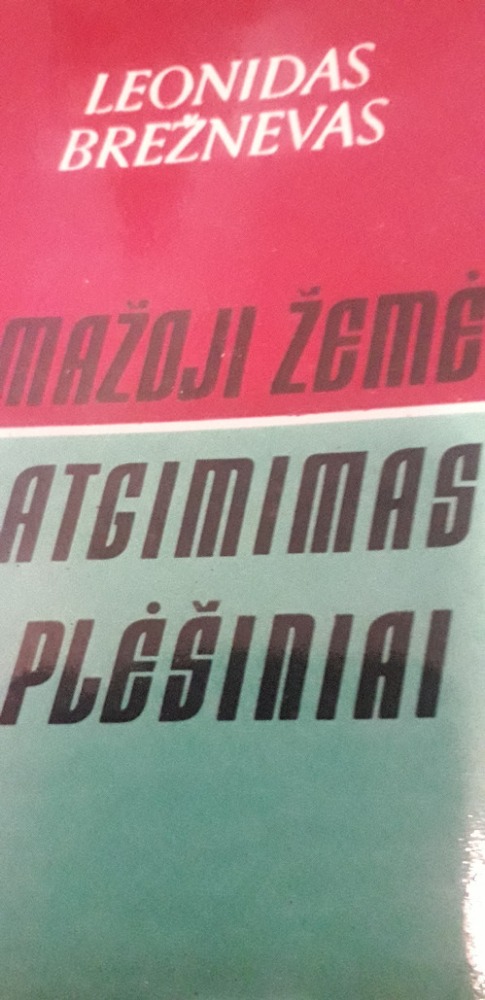 LEONIDAS
BREŽNEVAS
MAŽOJI ŽEMĖ
ATGIMIMAS
PLĖŠINIAI